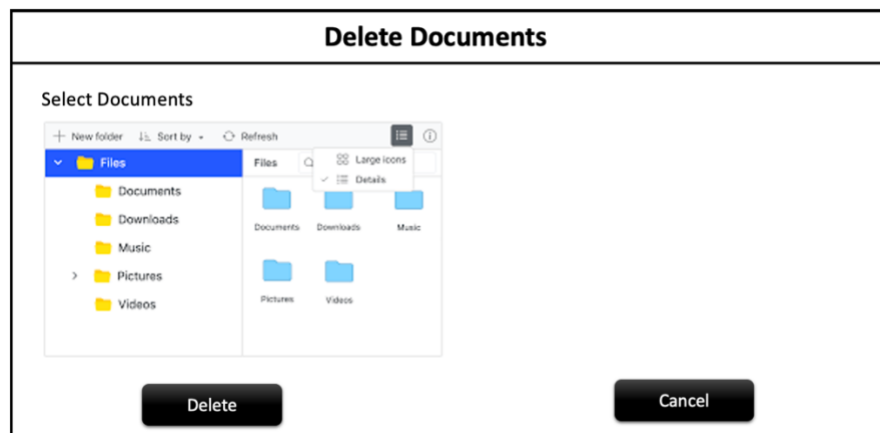 Delete Documents
Select Documents
New folder Sort by Refresh
Files
Documents
Downloads
Music
Pictures
Videos
Files
Large icons
Details
Documents Downloads Music
Pictures Videos
Delete Cancel